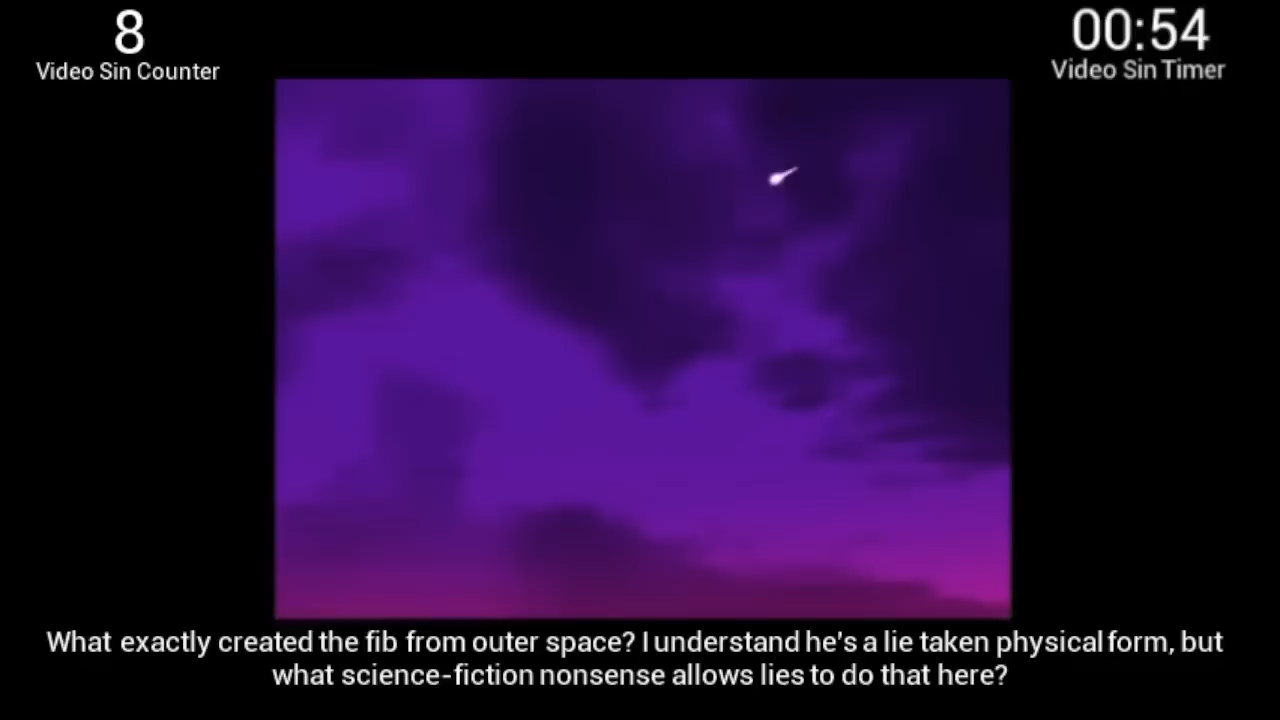 8
Video Sin Counter
00:54
Video Sin Timer
What exactly created the fib from outer space? I understand he's a lie taken physical form, but
what science-fiction nonsense allows lies to do that here?